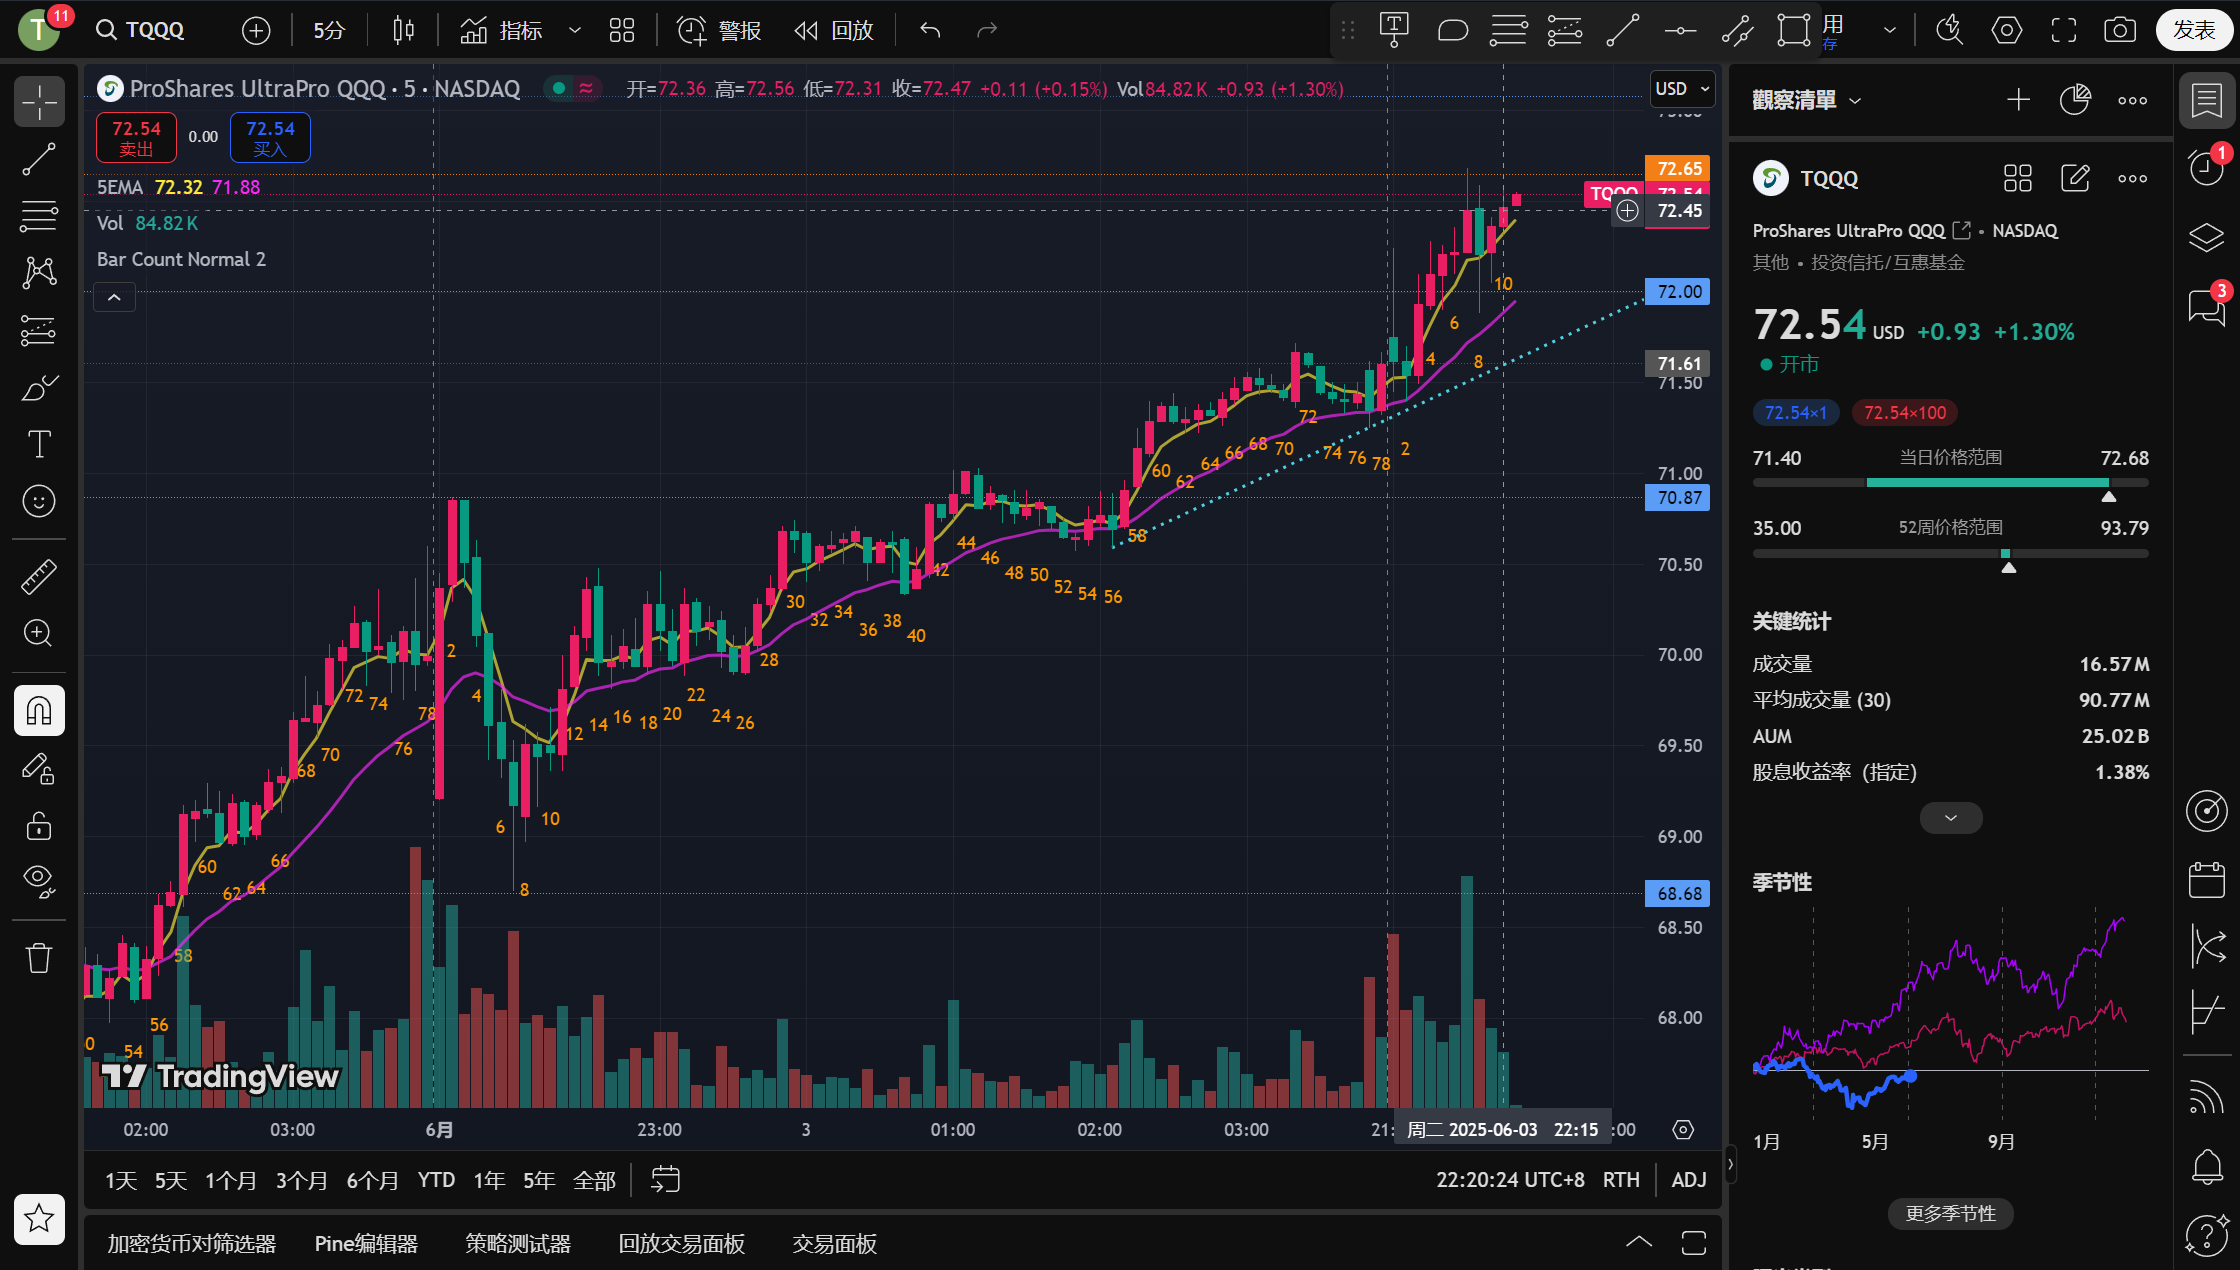 T
11
TQQQ
5分
指标
警报
回放
用
存
发表
ProShares UltraPro QQQ · 5 · NASDAQ
开=72.36 高=72.56 低=72.31 收=72.47 +0.11 (+0.15%) Vol84.82 K +0.93 (+1.30%)
USD
72.54
卖出
0.00
72.54
买入
5EMA 72.32 71.88
Vol 84.82 K
Bar Count Normal 2
72.65
TQQQ 72.54
72.45
72.00
71.61
71.50
71.00
70.87
70.50
70.00
69.50
69.00
68.68
68.50
68.00
54
56
58
60
62
64
66
68
70
72
74
76
78
2
4
6
8
10
12
14
16
18
20
22
24
26
28
30
32
34
36
38
40
42
44
46
48
50
52
54
56
58
60
62
64
66
68
70
72
74
76
78
2
4
6
8
10
TradingView
02:00
03:00
6月
23:00
3
01:00
02:00
03:00
21:
周二 2025-06-03 22:15
:00
1天 5天 1个月 3个月 6个月 YTD 1年 5年 全部
22:20:24 UTC+8 RTH ADJ
加密货币对筛选器 Pine编辑器 策略测试器 回放交易面板 交易面板
觀察清單
TQQQ
ProShares UltraPro QQQ • NASDAQ
其他 • 投资信托/互惠基金
72.54 USD +0.93 +1.30%
开市
72.54×1 72.54×100
71.40 当日价格范围 72.68
35.00 52周价格范围 93.79
关键统计
成交量 16.57 M
平均成交量 (30) 90.77 M
AUM 25.02 B
股息收益率 (指定) 1.38%
季节性
1月 5月 9月
更多季节性
1
3